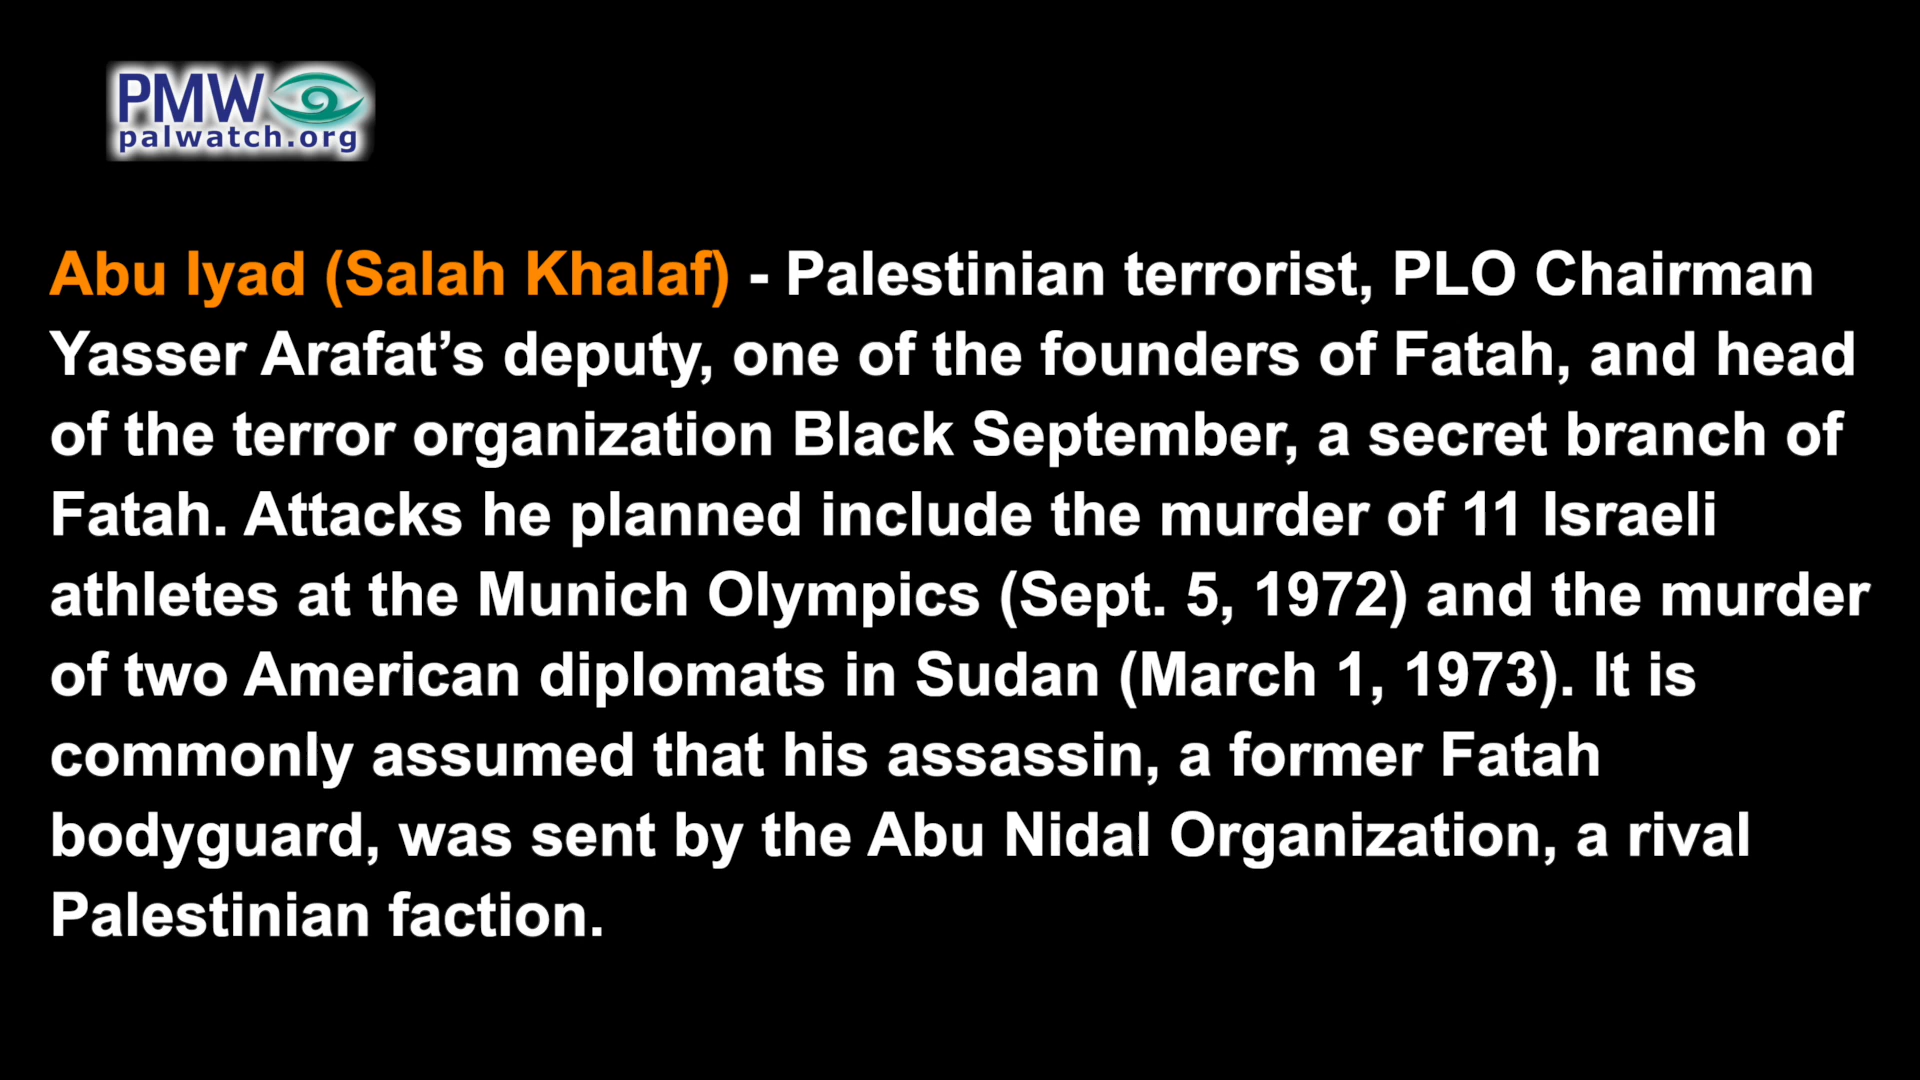 PMW
palwatch.org
Abu Iyad (Salah Khalaf) - Palestinian terrorist, PLO Chairman
Yasser Arafat’s deputy, one of the founders of Fatah, and head
of the terror organization Black September, a secret branch of
Fatah. Attacks he planned include the murder of 11 Israeli
athletes at the Munich Olympics (Sept. 5, 1972) and the murder
of two American diplomats in Sudan (March 1, 1973). It is
commonly assumed that his assassin, a former Fatah
bodyguard, was sent by the Abu Nidal Organization, a rival
Palestinian faction.